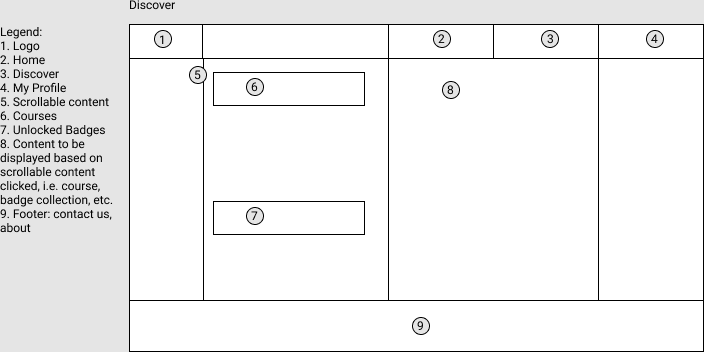 Discover
Legend:
1. Logo
2. Home
3. Discover
4. My Profile
5. Scrollable content
6. Courses
7. Unlocked Badges
8. Content to be
displayed based on
scrollable content
clicked, i.e. course,
badge collection, etc.
9. Footer: contact us,
about
1
2
3
4
5
6
8
7
9